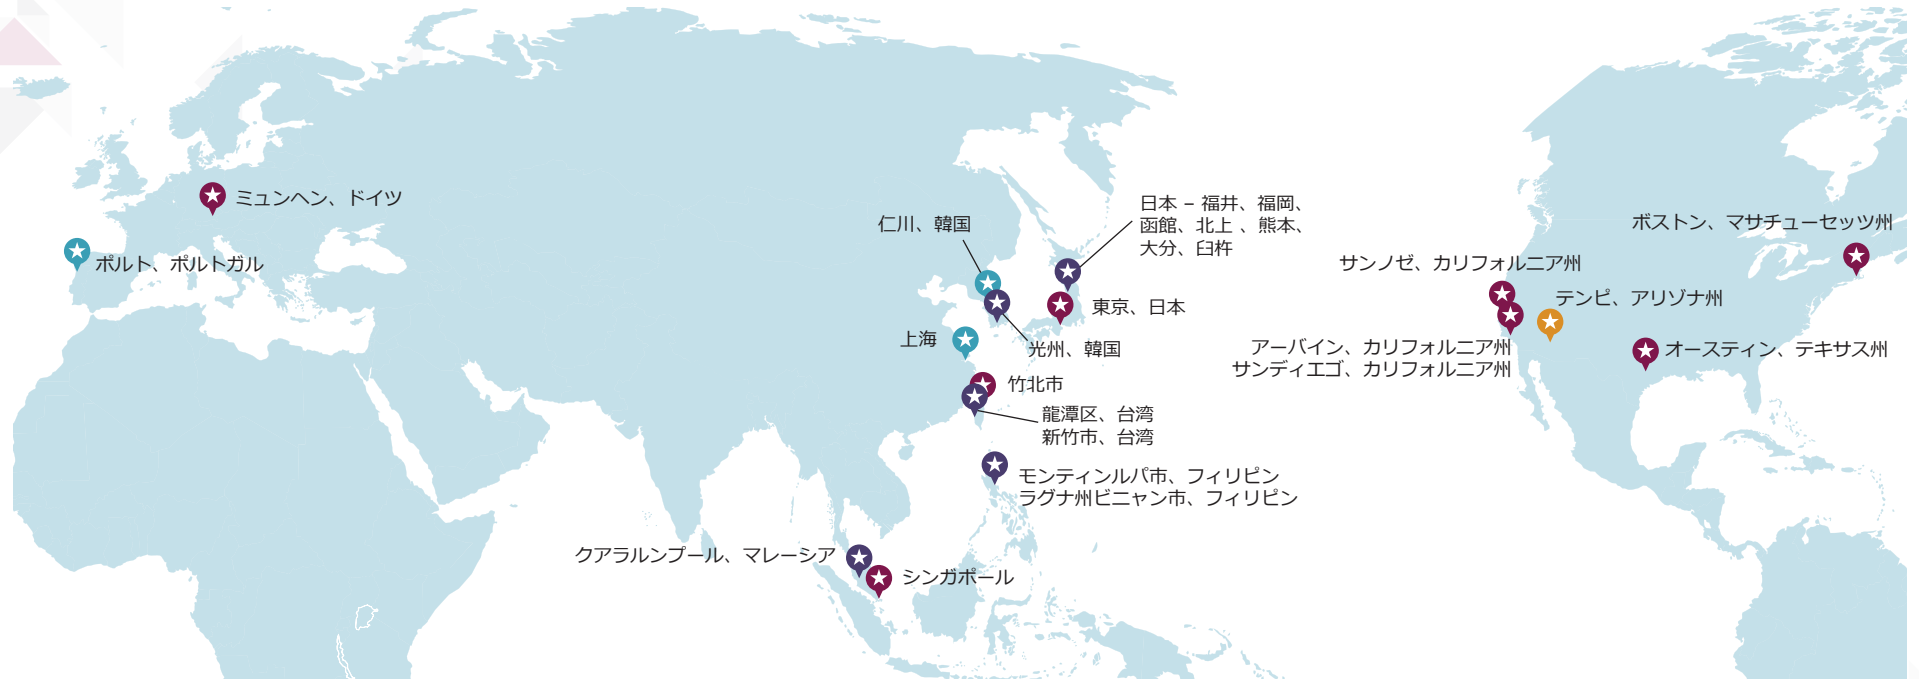 ミュンヘン、ドイツ
ポルト、ポルトガル
仁川、韓国
日本 – 福井、福岡、
函館、北上 、熊本、
大分、臼杵
東京、日本
光州、韓国
上海
竹北市
龍潭区、台湾
新竹市、台湾
モンティンルパ市、フィリピン
ラグナ州ビニャン市、フィリピン
クアラルンプール、マレーシア
シンガポール
ボストン、マサチューセッツ州
サンノゼ、カリフォルニア州
テンピ、アリゾナ州
アーバイン、カリフォルニア州
サンディエゴ、カリフォルニア州
オースティン、テキサス州